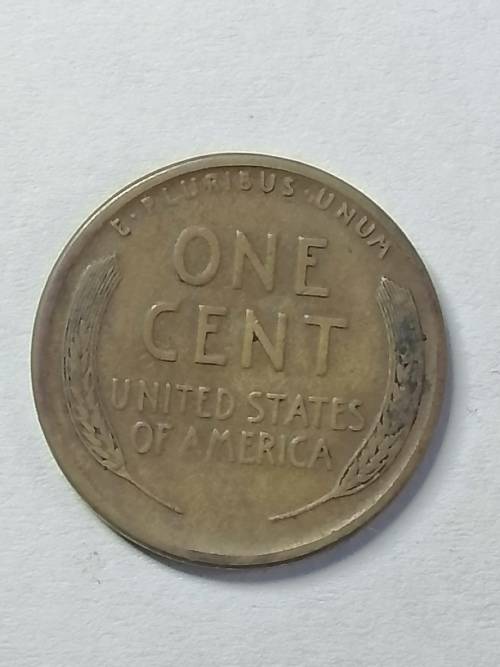 E·PLURIBUS·UNUM
ONE
CENT
UNITED STATES
OF AMERICA